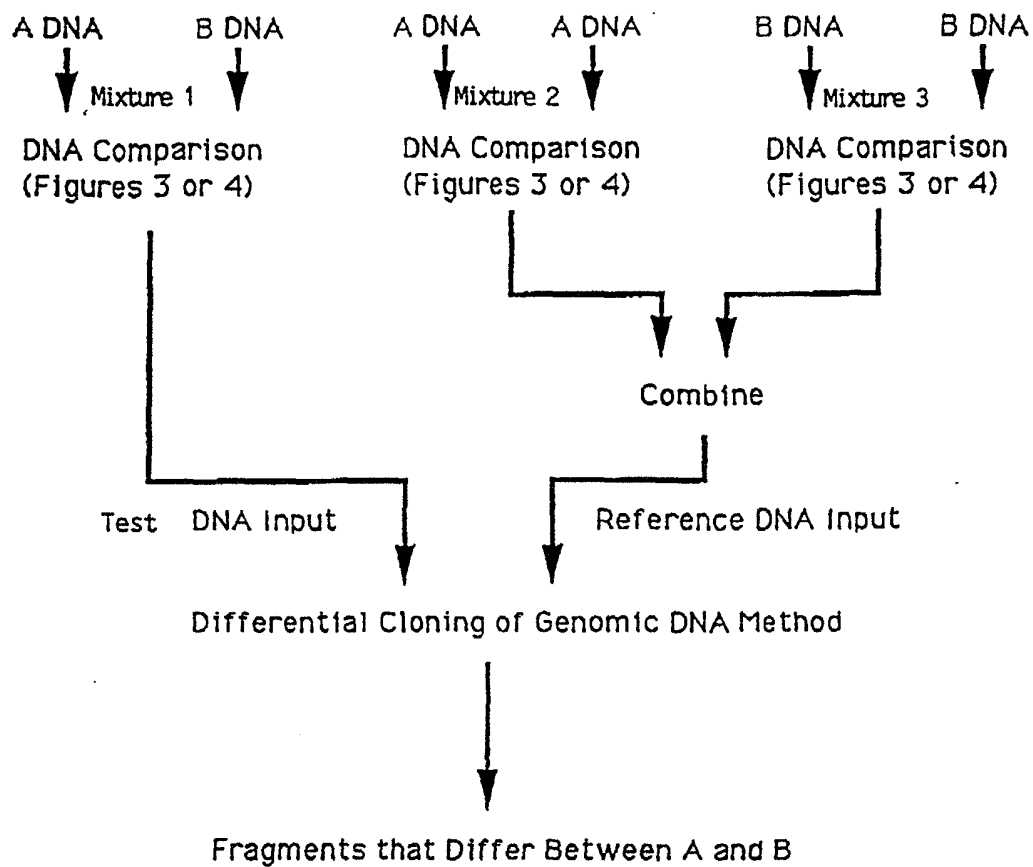 A DNA B DNA A DNA A DNA B DNA B DNA
Mixture 1 Mixture 2 Mixture 3
DNA Comparison
(Figures 3 or 4)
DNA Comparison
(Figures 3 or 4)
DNA Comparison
(Figures 3 or 4)
Combine
Test DNA Input
Reference DNA Input
Differential Cloning of Genomic DNA Method
Fragments that Differ Between A and B